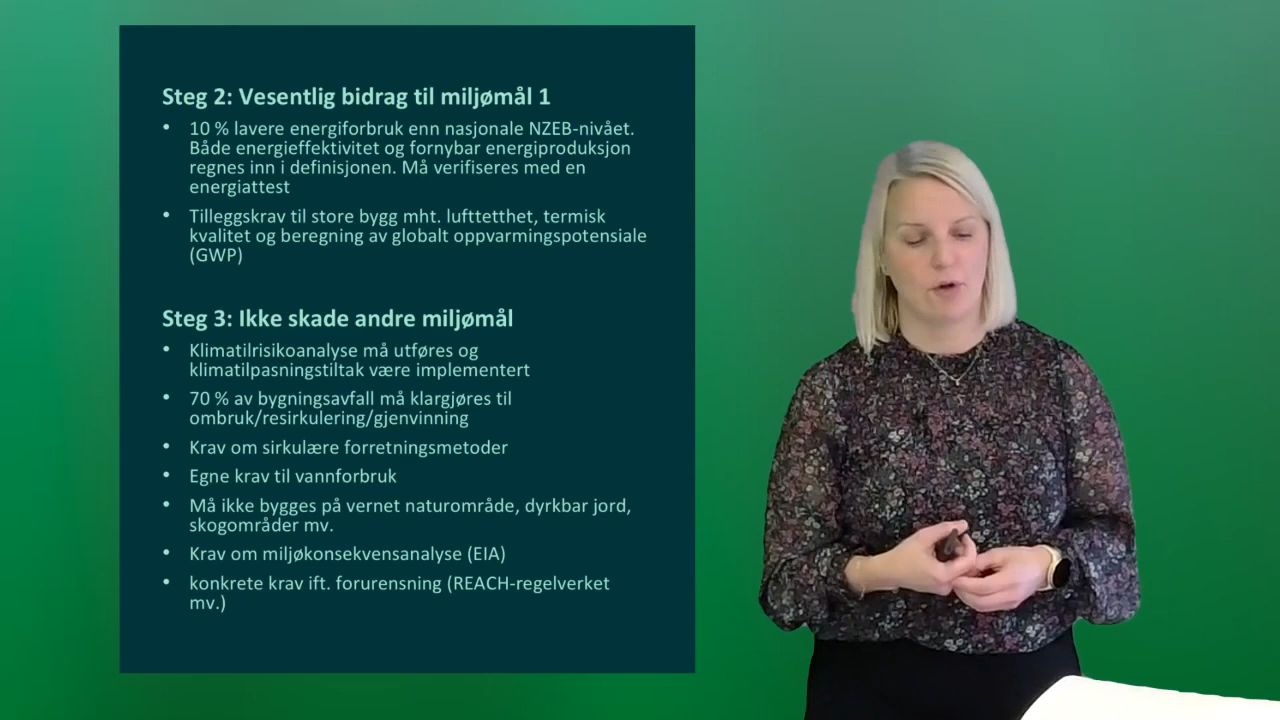 Steg 2: Vesentlig bidrag til miljømål 1
• 10 % lavere energiforbruk enn nasjonale NZEB-nivået.
Både energieffektivitet og fornybar energiproduksjon
regnes inn i definisjonen. Må verifiseres med en
energiattest
• Tilleggskrav til store bygg mht. lufttetthet, termisk
kvalitet og beregning av globalt oppvarmingspotensiale
(GWP)
Steg 3: Ikke skade andre miljømål
• Klimatilrisikoanalyse må utføres og
klimatilpasningstiltak være implementert
• 70 % av bygningsavfall må klargjøres til
ombruk/resirkulering/gjenvinning
• Krav om sirkulære forretningsmetoder
• Egne krav til vannforbruk
• Må ikke bygges på vernet naturområde, dyrkbar jord,
skogområder mv.
• Krav om miljøkonsekvensanalyse (EIA)
• konkrete krav ift. forurensning (REACH-regelverket
mv.)